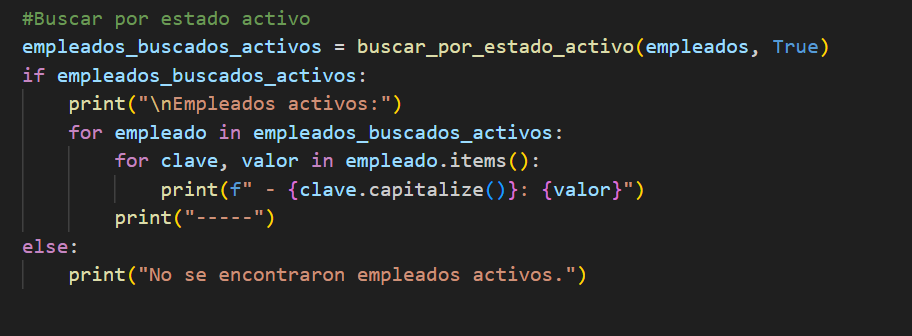 #Buscar por estado activo
empleados_buscados_activos = buscar_por_estado_activo(empleados, True)
if empleados_buscados_activos:
    print("\nEmpleados activos:")
    for empleado in empleados_buscados_activos:
        for clave, valor in empleado.items():
            print(f" - {clave.capitalize()}: {valor}")
        print("-----")
else:
    print("No se encontraron empleados activos.")